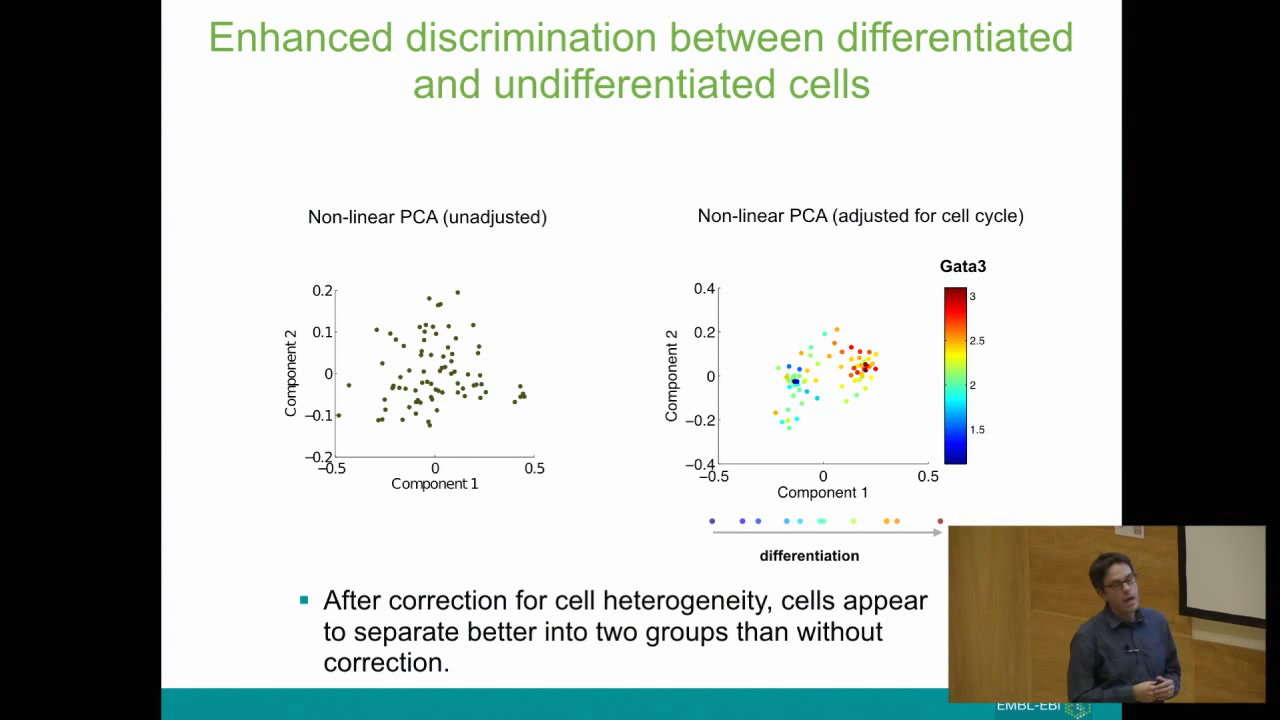 Enhanced discrimination between differentiated
and undifferentiated cells
Non-linear PCA (unadjusted)
Non-linear PCA (adjusted for cell cycle)
Gata3
0.2
0.1
0
−0.1
−0.2
−0.5
0
0.5
Component 1
Component 2
0.4
0.2
0
−0.2
−0.4
−0.5
0
0.5
Component 1
Component 2
3
2.5
2
1.5
differentiation
▪ After correction for cell heterogeneity, cells appear
to separate better into two groups than without
correction.
EMBL-EBI